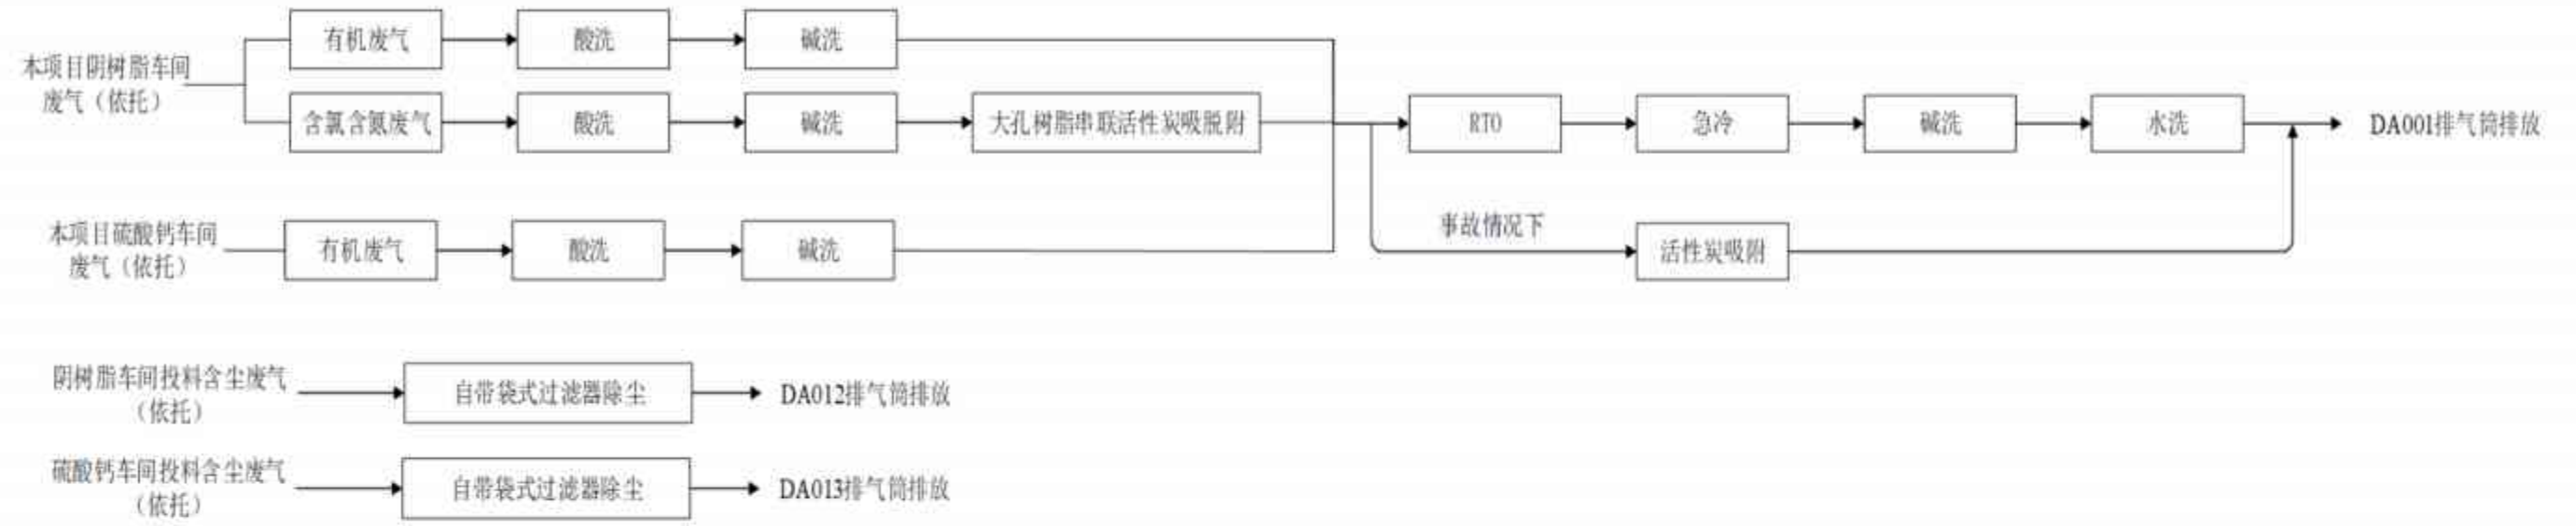 本项目阴树脂车间
废气（依托）
有机废气
酸洗
碱洗
含氯含氮废气
酸洗
碱洗
大孔树脂串联活性炭吸脱附
RTO
急冷
碱洗
水洗
DA001排气筒排放
本项目硫酸钙车间
废气（依托）
有机废气
酸洗
碱洗
事故情况下
活性炭吸附
阴树脂车间投料含尘废气
（依托）
自带袋式过滤器除尘
DA012排气筒排放
硫酸钙车间投料含尘废气
（依托）
自带袋式过滤器除尘
DA013排气筒排放